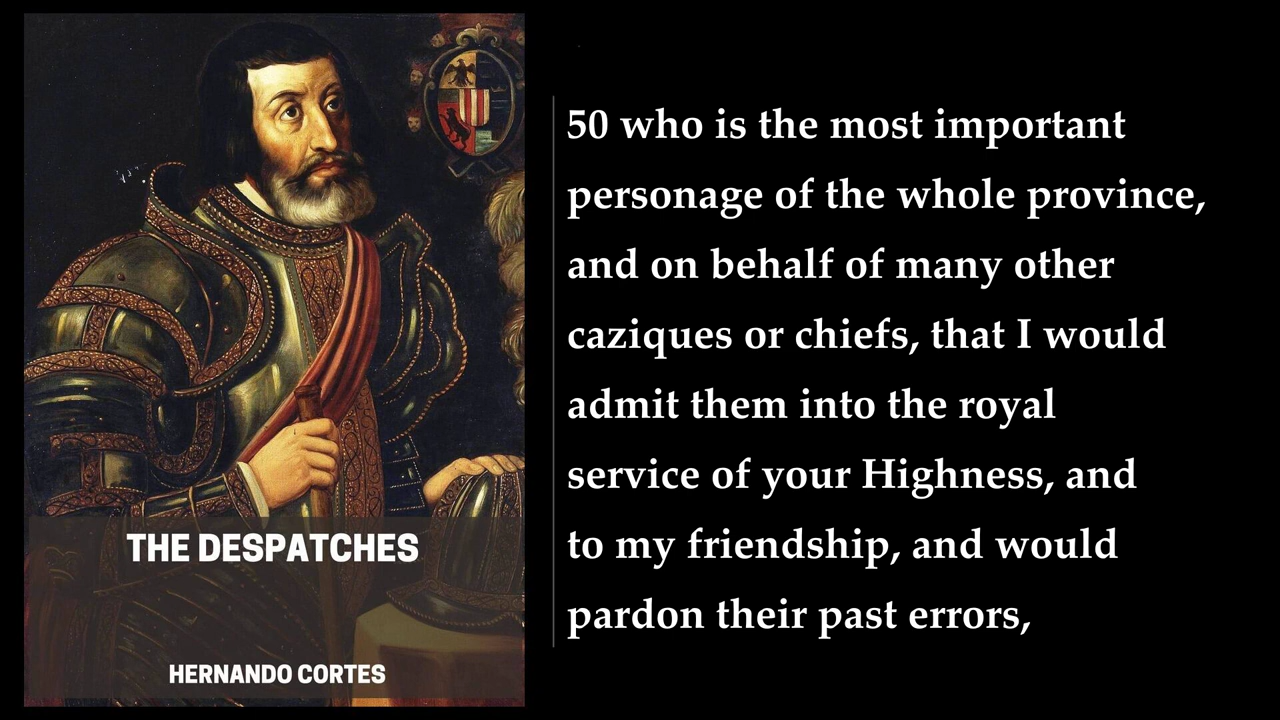 THE DESPATCHES
HERNANDO CORTES
50 who is the most important
personage of the whole province,
and on behalf of many other
caziques or chiefs, that I would
admit them into the royal
service of your Highness, and
to my friendship, and would
pardon their past errors,